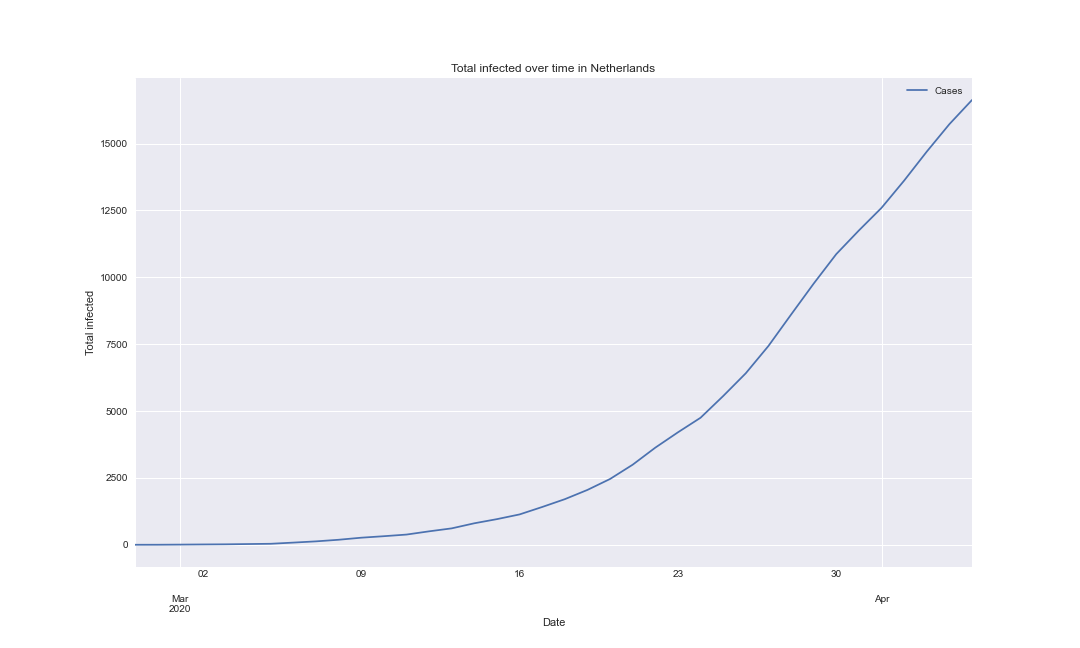 Total infected over time in Netherlands
Cases
15000
12500
10000
7500
5000
2500
0
Total infected
02
09
16
23
30
Mar
2020
Apr
Date